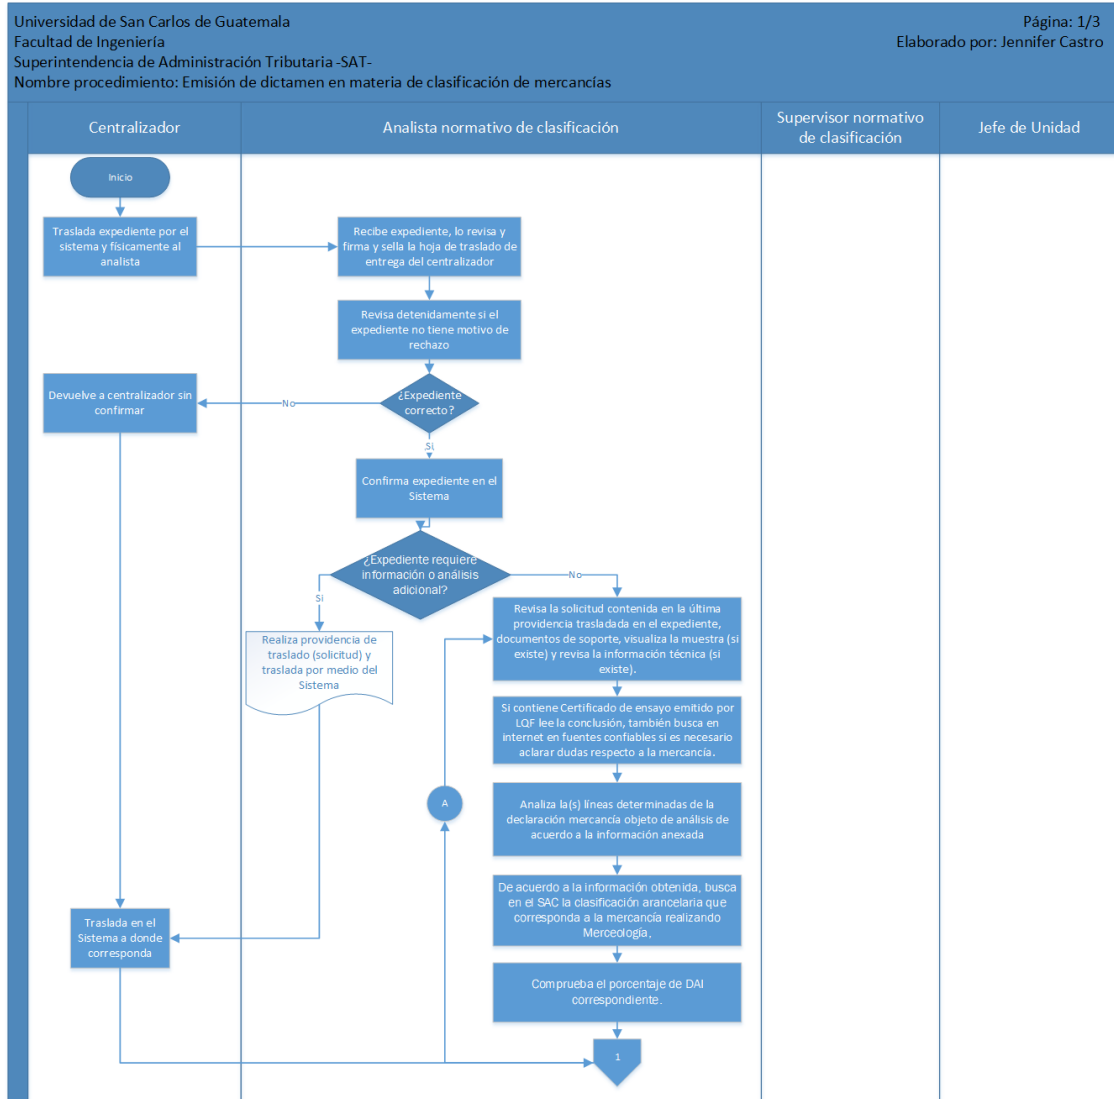 Universidad de San Carlos de Guatemala
Página: 1/3
Facultad de Ingeniería
Elaborado por: Jennifer Castro
Superintendencia de Administración Tributaria -SAT-
Nombre procedimiento: Emisión de dictamen en materia de clasificación de mercancías
Centralizador
Analista normativo de clasificación
Supervisor normativo
de clasificación
Jefe de Unidad
Inicio
Traslada expediente por el
sistema y físicamente al
analista
Recibe expediente, lo revisa y
firma y sella la hoja de traslado de
entrega del centralizador
Revisa detenidamente si el
expediente no tiene motivo de
rechazo
¿Expediente
correcto?
No
Devuelve a centralizador sin
confirmar
Si
Confirma expediente en el
Sistema
¿Expediente requiere
información o análisis
adicional?
Si
No
Realiza providencia de
traslado (solicitud) y
traslada por medio del
Sistema
Revisa la solicitud contenida en la última
providencia trasladada en el expediente,
documentos de soporte, visualiza la muestra (si
existe) y revisa la información técnica (si
existe).
Si contiene Certificado de ensayo emitido por
LQF lee la conclusión, también busca en
internet en fuentes confiables si es necesario
aclarar dudas respecto a la mercancía.
A
Analiza la(s) líneas determinadas de la
declaración mercancía objeto de análisis de
acuerdo a la información anexada
De acuerdo a la información obtenida, busca
en el SAC la clasificación arancelaria que
corresponda a la mercancía realizando
Merceología,
Traslada en el
Sistema a donde
corresponda
Comprueba el porcentaje de DAI
correspondiente.
1